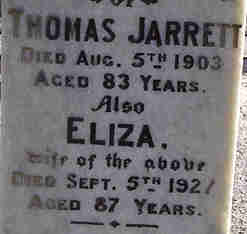 THOMAS JARRETT
DIED AUG. 5TH 1903
AGED 83 YEARS.
Also
ELIZA.
wife of the above
DIED SEPT. 5TH 1927
AGED 87 YEARS.